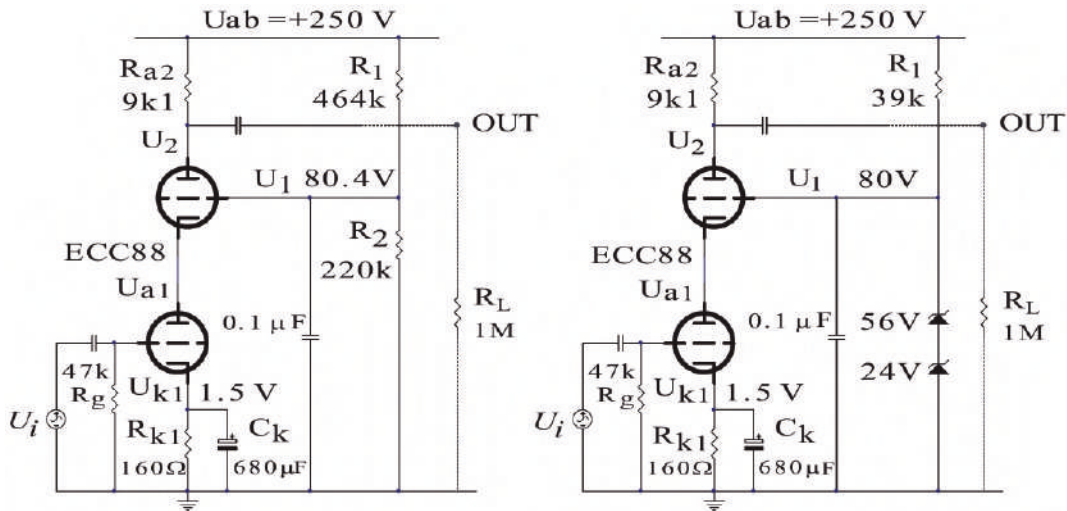 Uab =+250 V
Ra2
9k1
R1
464k
OUT
U2
U1 80.4V
ECC88
R2
220k
Ua1
RL
1M
0.1 μF
47k
Rg
Uk1
1.5 V
Ui
Rk1
160Ω
Ck
+
680μF
Uab =+250 V
Ra2
9k1
R1
39k
OUT
U2
U1 80V
ECC88
Ua1
RL
1M
0.1 μF
56V
24V
47k
Rg
Uk1
1.5 V
Ui
Rk1
160Ω
Ck
+
680μF